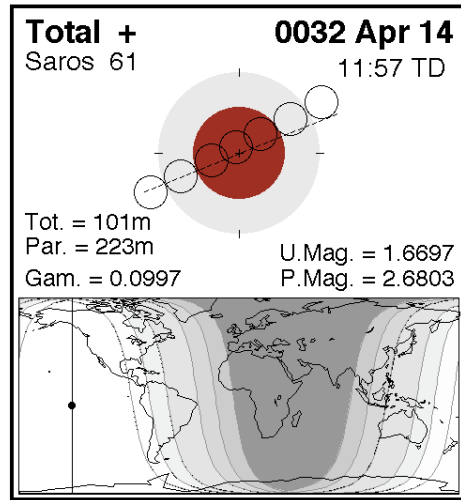 Total +
0032 Apr 14
Saros 61
11:57 TD
Tot. = 101m
Par. = 223m
Gam. = 0.0997
U.Mag. = 1.6697
P.Mag. = 2.6803